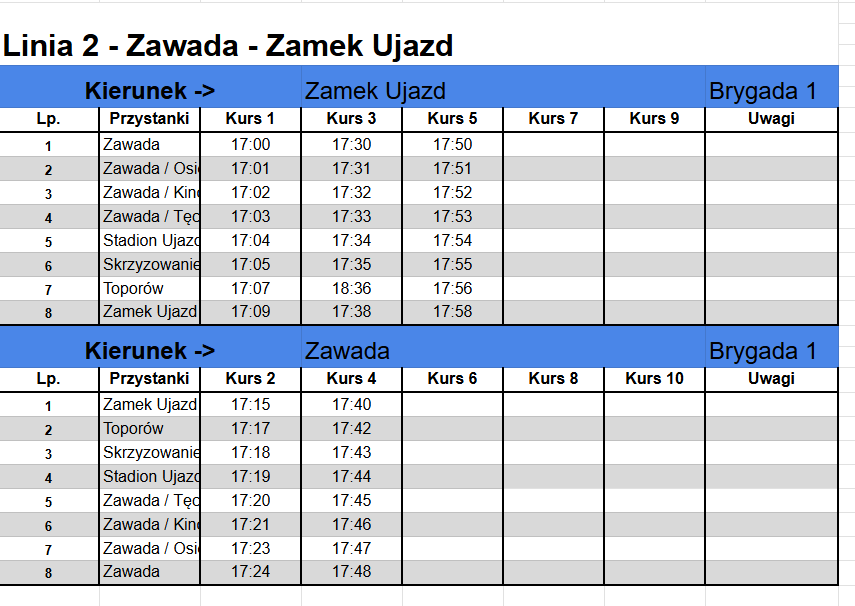 Linia 2 - Zawada - Zamek Ujazd
Kierunek -> Zamek Ujazd Brygada 1
Lp. Przystanki Kurs 1 Kurs 3 Kurs 5 Kurs 7 Kurs 9 Uwagi
1 Zawada 17:00 17:30 17:50
2 Zawada / Osi 17:01 17:31 17:51
3 Zawada / Kin 17:02 17:32 17:52
4 Zawada / Tęc 17:03 17:33 17:53
5 Stadion Ujazd 17:04 17:34 17:54
6 Skrzyzowanie 17:05 17:35 17:55
7 Toporów 17:07 18:36 17:56
8 Zamek Ujazd 17:09 17:38 17:58
Kierunek -> Zawada Brygada 1
Lp. Przystanki Kurs 2 Kurs 4 Kurs 6 Kurs 8 Kurs 10 Uwagi
1 Zamek Ujazd 17:15 17:40
2 Toporów 17:17 17:42
3 Skrzyzowanie 17:18 17:43
4 Stadion Ujazd 17:19 17:44
5 Zawada / Tęc 17:20 17:45
6 Zawada / Kin 17:21 17:46
7 Zawada / Osi 17:23 17:47
8 Zawada 17:24 17:48